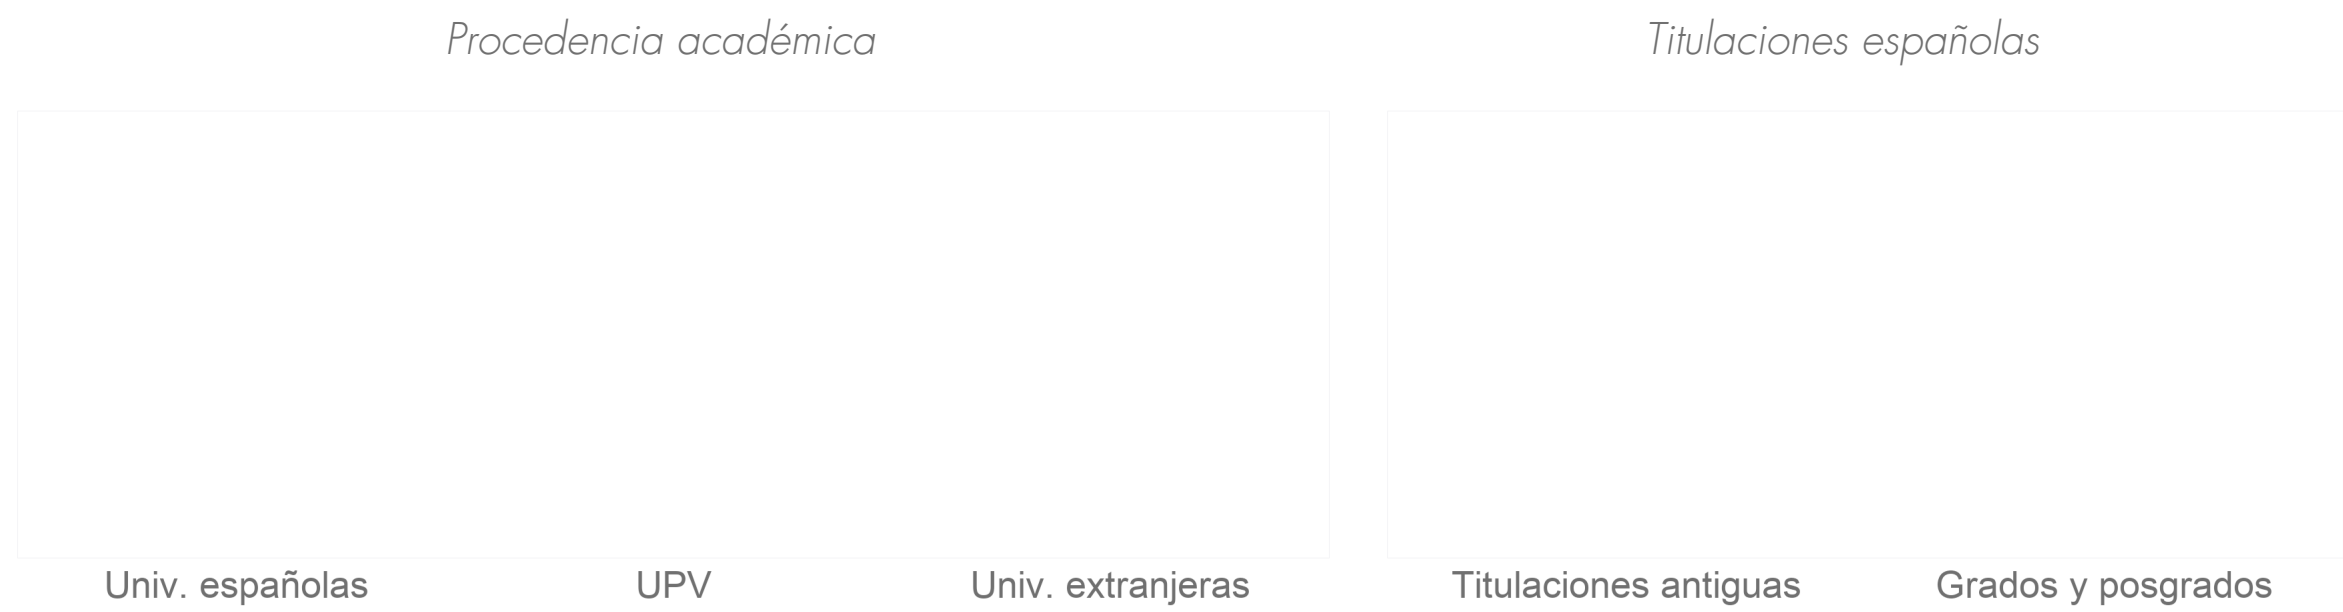 Procedencia académica
Titulaciones españolas
Univ. españolas
UPV
Univ. extranjeras
Titulaciones antiguas
Grados y posgrados